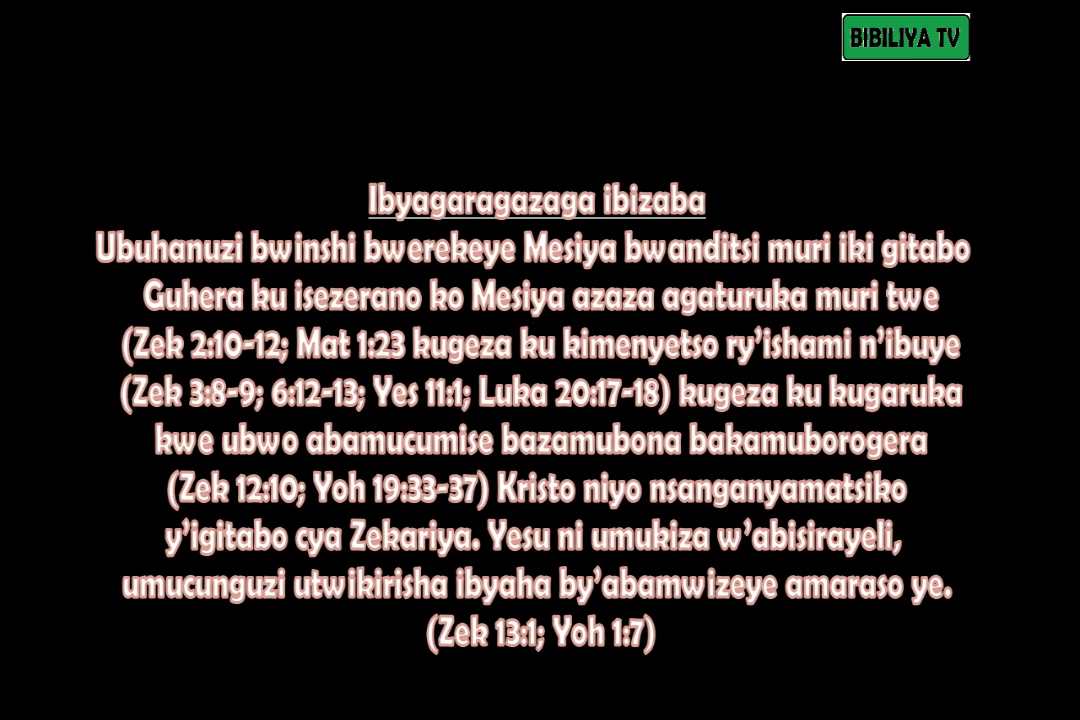 BIBILIYA TV
Ibyagaragazaga ibizaba
Ubuhanuzi bwinshi bwerekeye Mesiya bwanditsi muri iki gitabo
Guhera ku isezerano ko Mesiya azaza agaturuka muri twe
(Zek 2:10-12; Mat 1:23 kugeza ku kimenyetso ry’ishami n’ibuye
(Zek 3:8-9; 6:12-13; Yes 11:1; Luka 20:17-18) kugeza ku kugaruka
kwe ubwo abamucumise bazamubona bakamuborogera
(Zek 12:10; Yoh 19:33-37) Kristo niyo nsanganyamatsiko
y’igitabo cya Zekariya. Yesu ni umukiza w’abisirayeli,
umucunguzi utwikirisha ibyaha by’abamwizeye amaraso ye.
(Zek 13:1; Yoh 1:7)